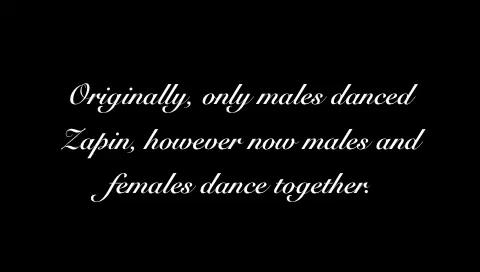 Originally, only males danced
Zapin, however now males and
females dance together.